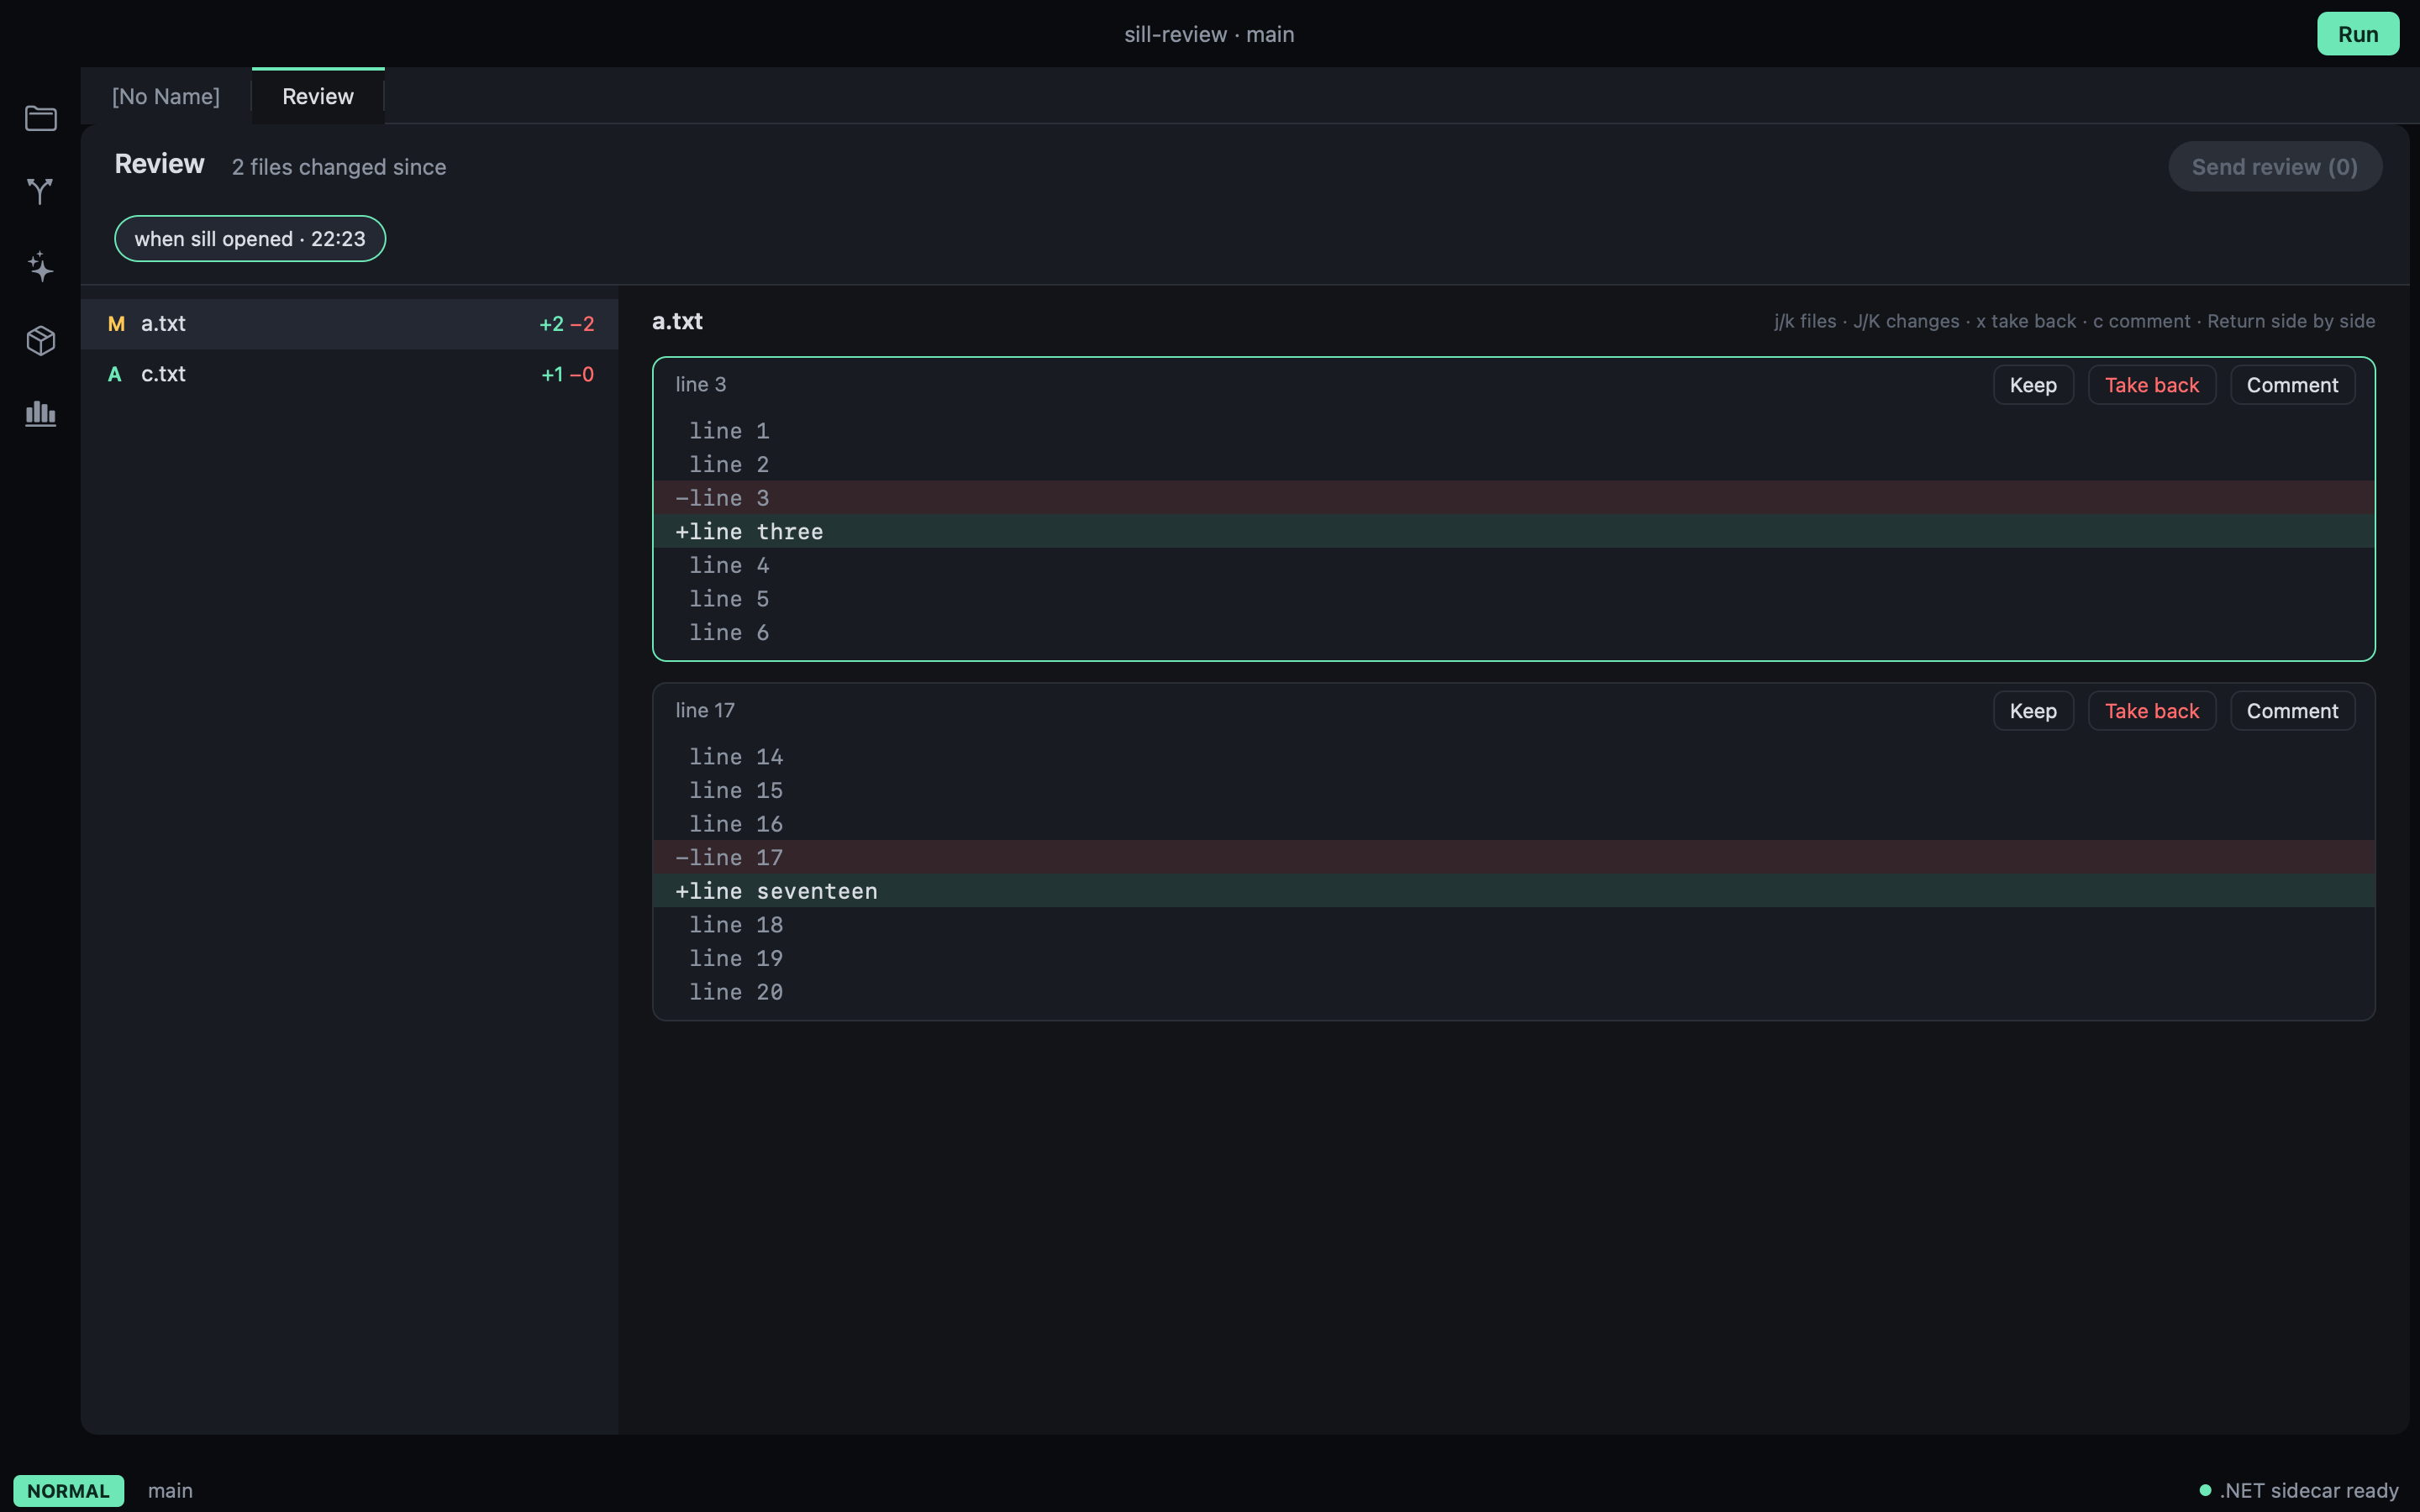 sill-review · main
Run
[No Name]
Review
Review
2 files changed since
Send review (0)
when sill opened · 22:23
M a.txt +2 −2
A c.txt +1 −0
a.txt
j/k files · J/K changes · x take back · c comment · Return side by side
line 3
Keep
Take back
Comment
line 1
line 2
−line 3
+line three
line 4
line 5
line 6
line 17
Keep
Take back
Comment
line 14
line 15
line 16
−line 17
+line seventeen
line 18
line 19
line 20
NORMAL
main
.NET sidecar ready